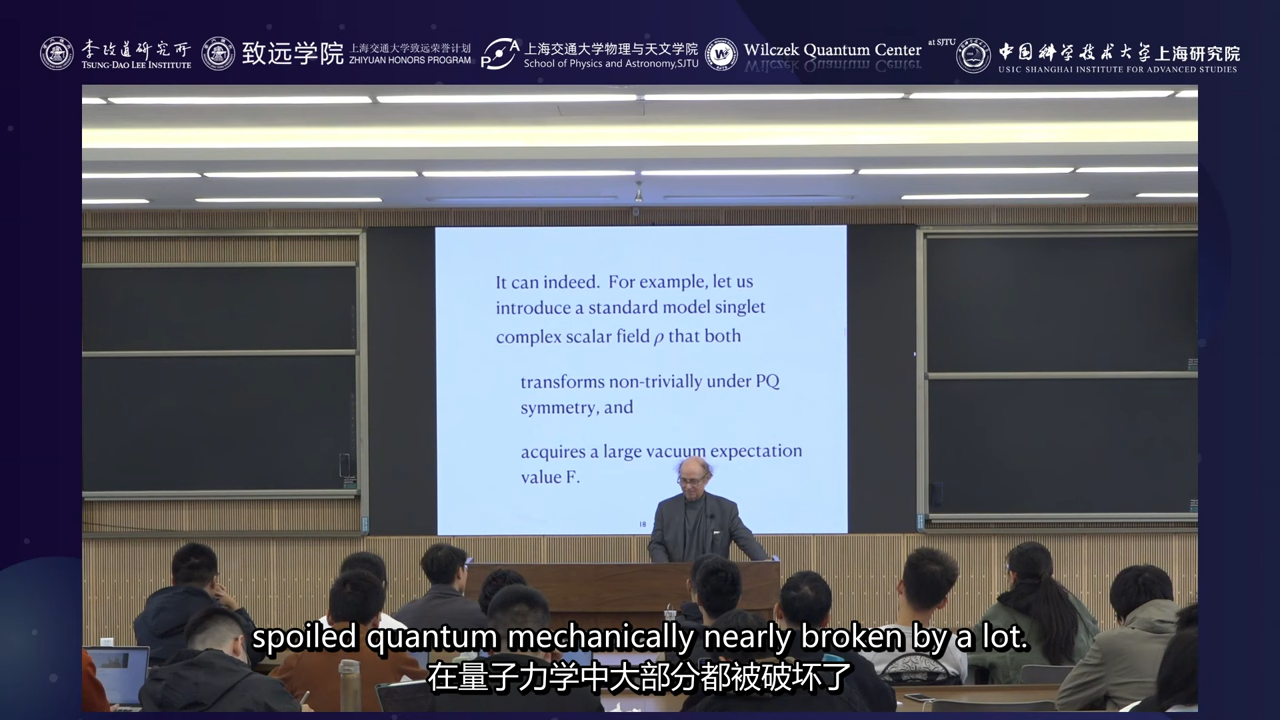 李政道研究所
TSUNG-DAO LEE INSTITUTE
致远学院
上海交通大学致远荣誉计划
ZHIYUAN HONORS PROGRAM
上海交通大学物理与天文学院
School of Physics and Astronomy,SJTU
Wilczek Quantum Center
at SJTU
中国科学技术大学上海研究院
USTC SHANGHAI INSTITUTE FOR ADVANCED STUDIES
It can indeed. For example, let us
introduce a standard model singlet
complex scalar field ρ that both
transforms non-trivially under PQ
symmetry, and
acquires a large vacuum expectation
value F.
18
spoiled quantum mechanically nearly broken by a lot.
在量子力学中大部分都被破坏了